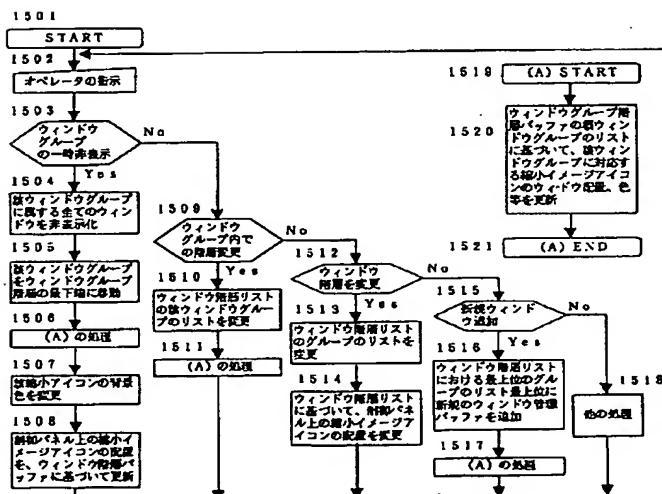 1501
START
1502
オペレータの指示
1503
ウィンドウ
グループ
の一時非表示
No
Yes
1504
該ウィンドウグループ
に属する全てのウィン
ドウを非表示化
1505
該ウィンドウグループ
をウィンドウグループ
階層の最下端に移動
1506
(A)の処理
1507
該縮小アイコンの背景
色を変更
1508
制御パネル上の縮小イ
メージアイコンの配置
を、ウィンドウ階層バ
ッファに基づいて更新
1509
ウィンドウ
グループ内で
の階層変更
No
Yes
1510
ウィンドウ階層リスト
の該ウィンドウグルー
プのリストを変更
1511
(A)の処理
1512
ウィンドウ
階層を変更
No
Yes
1513
ウィンドウ階層リスト
のグループのリストを
変更
1514
ウィンドウ階層リスト
に基づいて、制御パネ
ル上の縮小イメージア
イコンの配置を変更
1515
新規ウィンド
ウ追加
No
Yes
1516
ウィンドウ階層リスト
における最上位のグル
ープのリスト最上位に
新規のウィンドウ管理
バッファを追加
1517
(A)の処理
1518
他の処理
1519
(A) START
1520
ウィンドウグループ階
層バッファの該ウィン
ドウグループのリスト
に基づいて、該ウィン
ドウグループに対応す
る縮小イメージアイコ
ンのウィドウ配置、色
等を更新
1521
(A) END